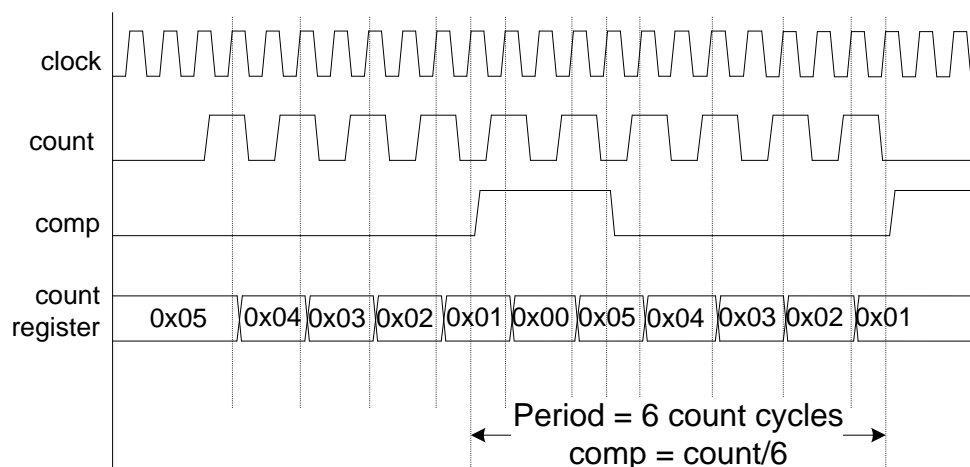 clock
count
comp
count
register
0x05 0x04 0x03 0x02 0x01 0x00 0x05 0x04 0x03 0x02 0x01
Period = 6 count cycles
comp = count/6